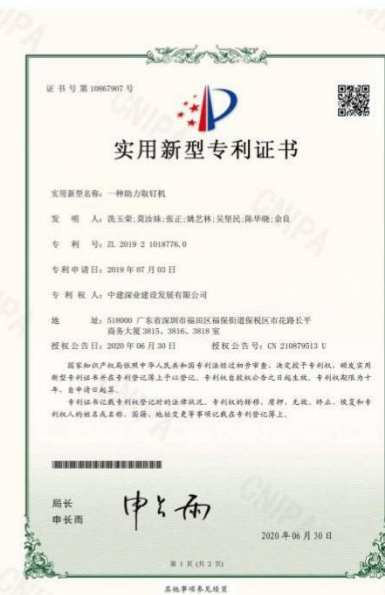 证书号第10867907号
实用新型专利证书
实用新型名称：一种助力取钉机
发 明 人：冼玉荣;莫汝妹;张正;姚艺林;吴坚民;陈华晓;余良
专 利 号：ZL 2019 2 1018776.0
专利申请日：2019年07月03日
专 利 权 人：中建深业建设发展有限公司
地 址：518000 广东省深圳市福田区福保街道保税区市花路长平
商务大厦 3815、3816、3818 室
授权公告日：2020年06月30日 授权公告号：CN 210879513 U
国家知识产权局依照中华人民共和国专利法经过初步审查，决定授予专利权，颁发实用
新型专利证书并在专利登记簿上予以登记。专利权自授权公告之日起生效。专利权期限为十
年，自申请日起算。
专利证书记载专利权登记时的法律状况。专利权的转移、质押、无效、终止、恢复和专
利权人的姓名或名称、国籍、地址变更等事项记载在专利登记簿上。
局长
申长雨
申长雨
2020年06月30日
第 1 页 (共 2 页)
其他事项参见续页
CNIPA